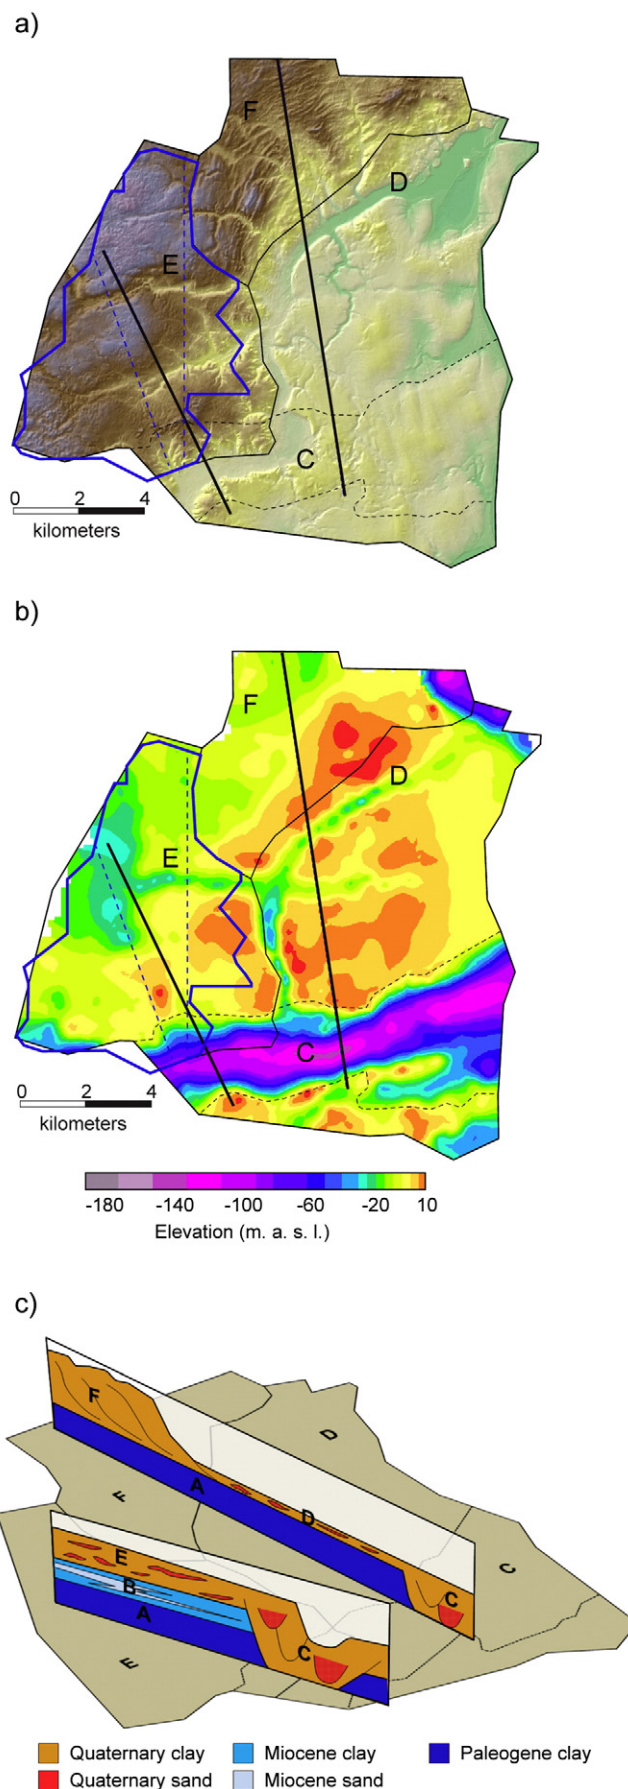 a)
F
D
E
C
0 2 4
kilometers
b)
F
D
E
C
0 2 4
kilometers
-180 -140 -100 -60 -20 10
Elevation (m. a. s. l.)
c)
F
D
A
F
D
E
C
B
C
A
C
E
Quaternary clay Miocene clay Paleogene clay
Quaternary sand Miocene sand